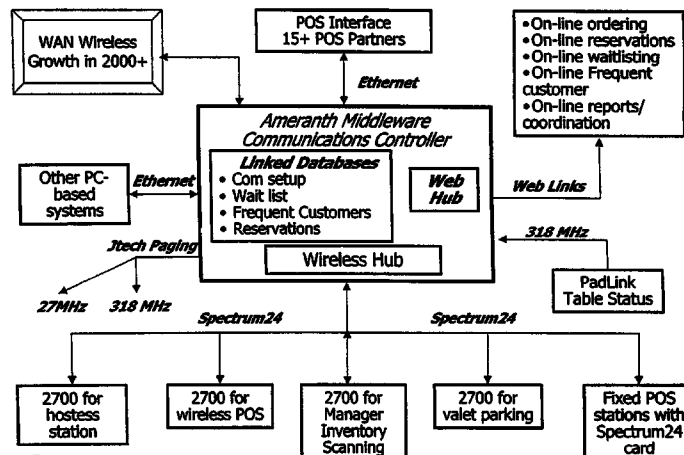 WAN Wireless
Growth in 2000+
POS Interface
15+ POS Partners
Ethernet
•On-line ordering
•On-line reservations
•On-line waitlisting
•On-line Frequent
customer
•On-line reports/
coordination
Ameranth Middleware
Communications Controller
Linked Databases
• Com setup
• Wait list
• Frequent Customers
• Reservations
Web
Hub
Wireless Hub
Other PC-
based
systems
Ethernet
Web Links
Jtech Paging
27MHz
318 MHz
318 MHz
PadLink
Table Status
Spectrum24
Spectrum24
2700 for
hostess
station
2700 for
wireless POS
2700 for
Manager
Inventory
Scanning
2700 for
valet parking
Fixed POS
stations with
Spectrum24
card